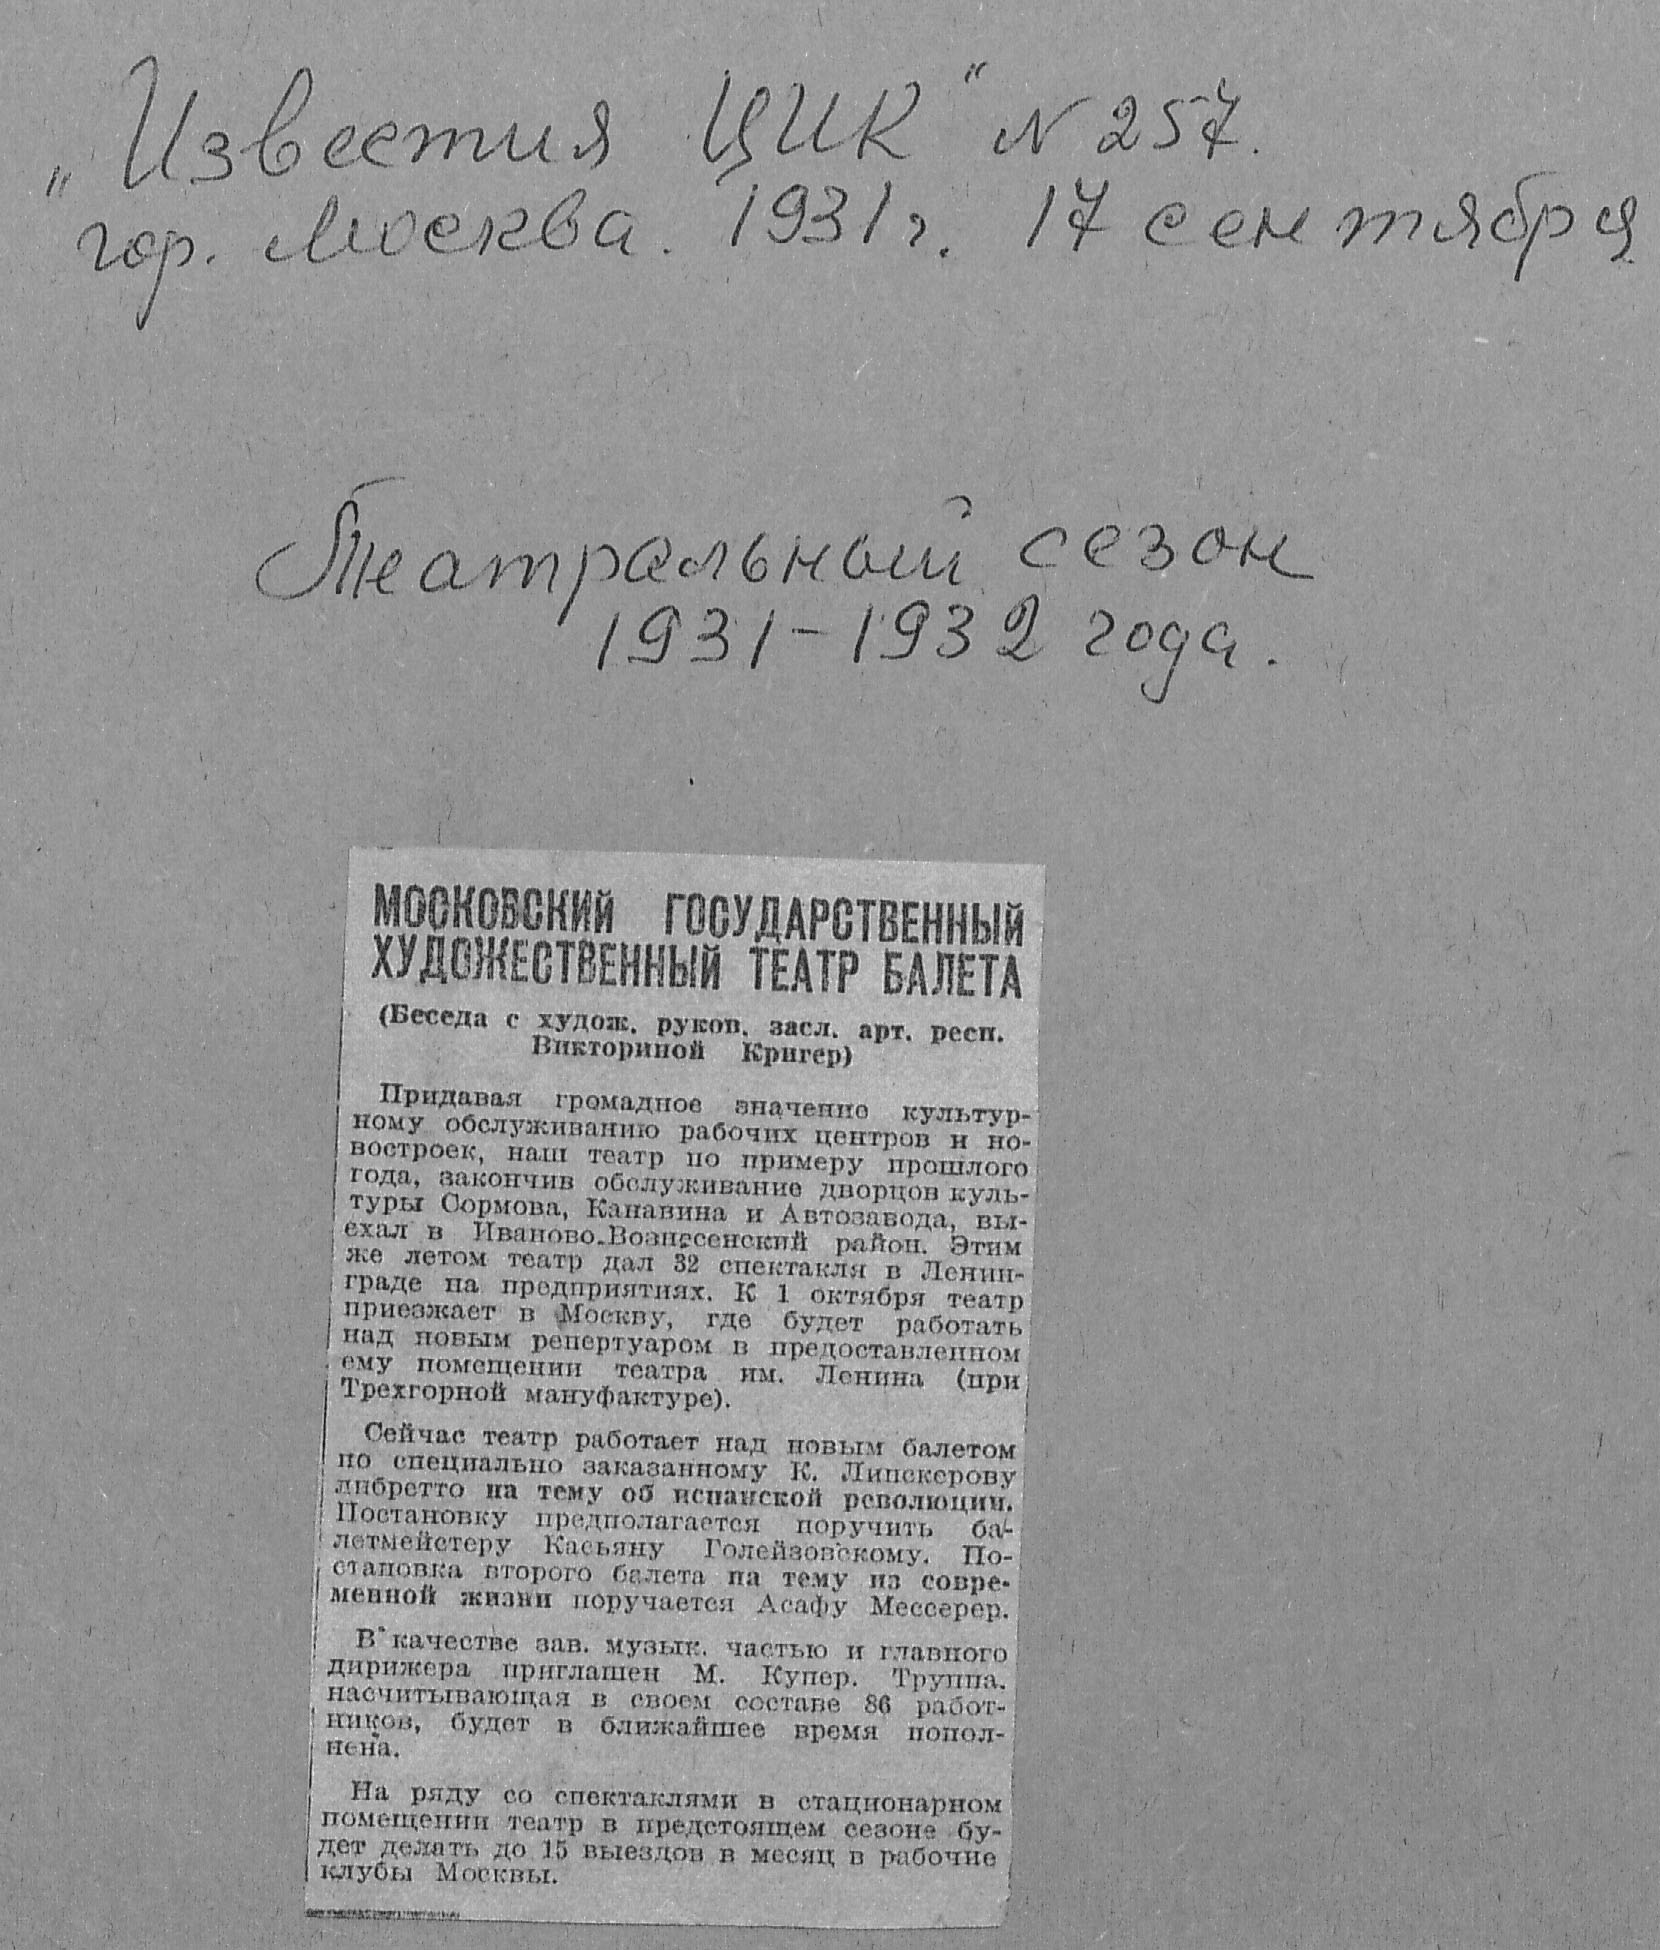 „Известия ЦИК“ N 257.
гор. Москва. 1931 г. 17 сентября
Театральный сезон
1931-1932 года.
МОСКОВСКИЙ ГОСУДАРСТВЕННЫЙ
ХУДОЖЕСТВЕННЫЙ ТЕАТР БАЛЕТА
(Беседа с худож. руков. засл. арт. респ.
Викториной Кригер)
Придавая громадное значение культур-
ному обслуживанию рабочих центров и но-
востроек, наш театр по примеру прошлого
года, закончив обслуживание дворцов куль-
туры Сормова, Канавина и Автозавода, вы-
ехал в Иваново-Вознесенский район. Этим
же летом театр дал 32 спектакля в Ленин-
граде на предприятиях. К 1 октября театр
приезжает в Москву, где будет работать
над новым репертуаром в предоставленном
ему помещении театра им. Ленина (при
Трехгорной мануфактуре).
Сейчас театр работает над новым балетом
по специально заказанному К. Липскерову
либретто на тему об испанской революции.
Постановку предполагается поручить ба-
летмейстеру Касьяну Голейзовскому. По-
становка второго балета на тему из совре-
менной жизни поручается Асафу Мессерер.
В качестве зав. музык. частью и главного
дирижера приглашен М. Купер. Труппа,
насчитывающая в своем составе 86 работ-
ников, будет в ближайшее время попол-
нена.
На ряду со спектаклями в стационарном
помещении театр в предстоящем сезоне бу-
дет делать до 15 выездов в месяц в рабочие
клубы Москвы.